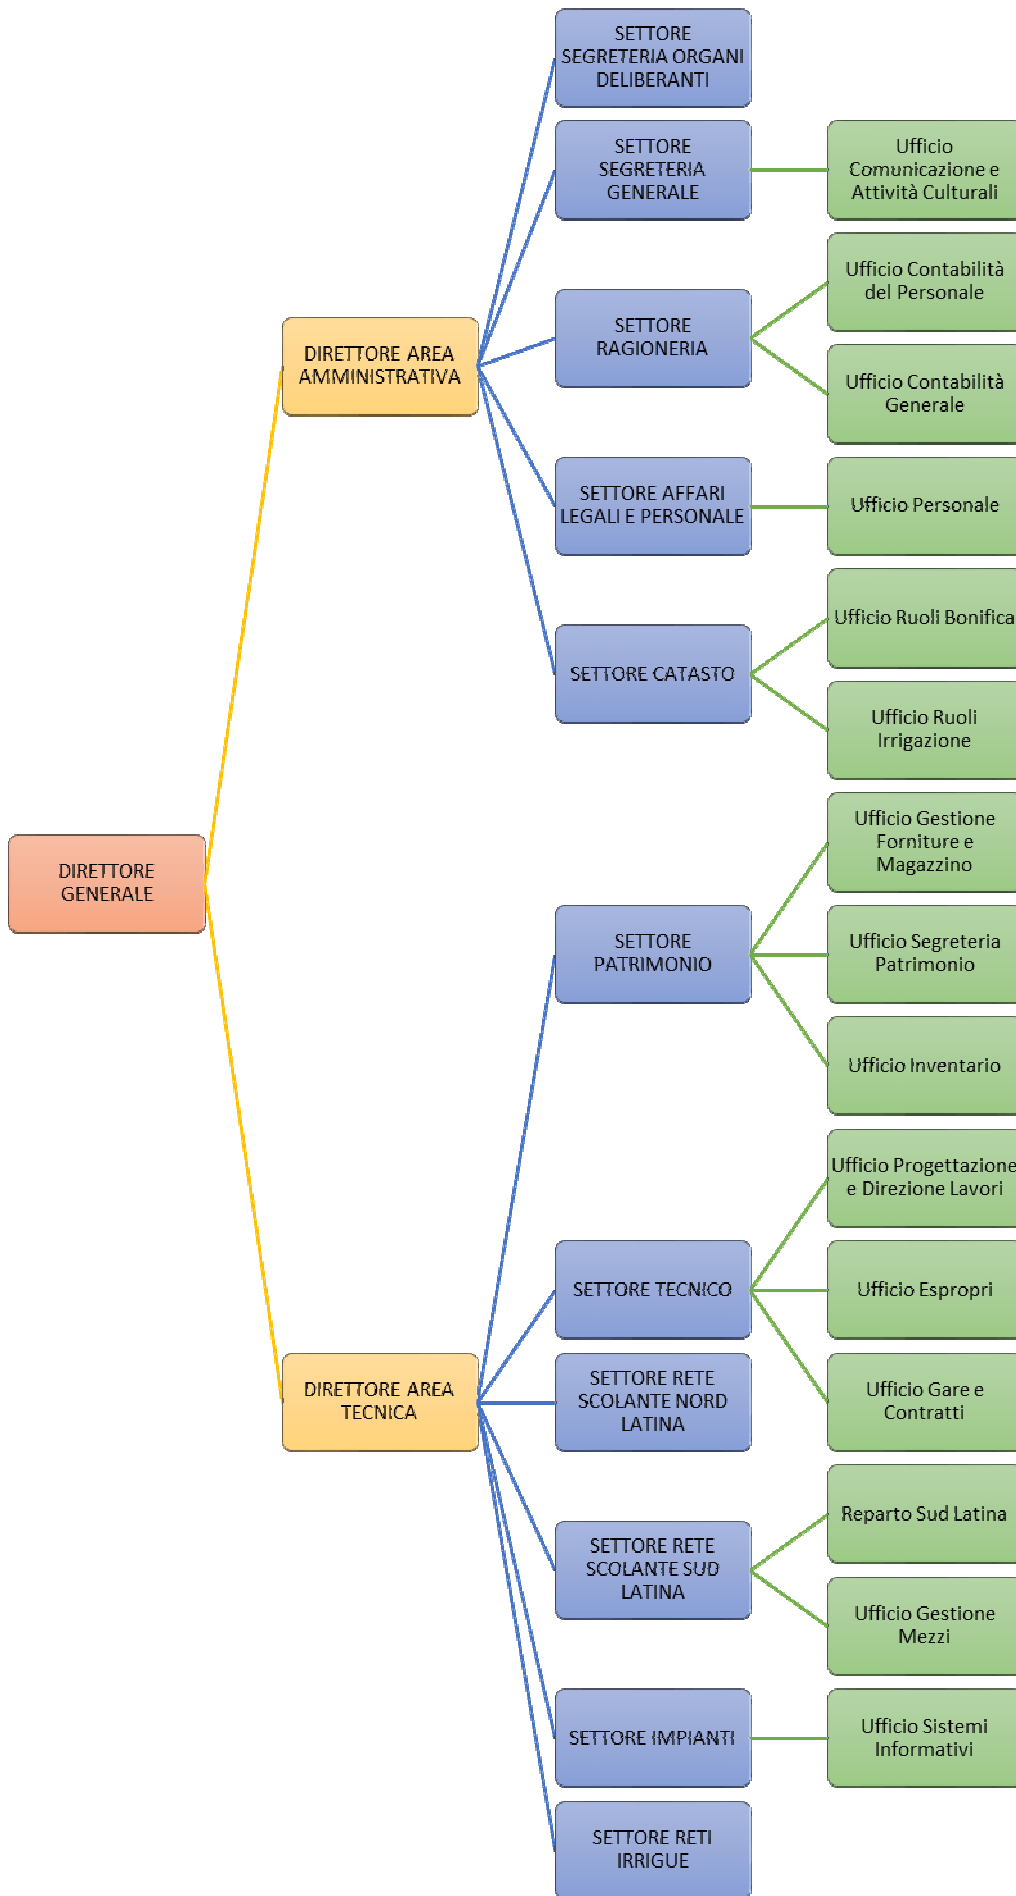 DIRETTORE
GENERALE
DIRETTORE AREA
AMMINISTRATIVA
SETTORE
SEGRETERIA ORGANI
DELIBERANTI
SETTORE
SEGRETERIA
GENERALE
Ufficio
Comunicazione e
Attività Culturali
SETTORE
RAGIONERIA
Ufficio Contabilità
del Personale
Ufficio Contabilità
Generale
SETTORE AFFARI
LEGALI E PERSONALE
Ufficio Personale
SETTORE CATASTO
Ufficio Ruoli Bonifica
Ufficio Ruoli
Irrigazione
DIRETTORE AREA
TECNICA
SETTORE
PATRIMONIO
Ufficio Gestione
Forniture e
Magazzino
Ufficio Segreteria
Patrimonio
Ufficio Inventario
SETTORE TECNICO
Ufficio Progettazione
e Direzione Lavori
Ufficio Espropri
Ufficio Gare e
Contratti
SETTORE RETE
SCOLANTE NORD
LATINA
SETTORE RETE
SCOLANTE SUD
LATINA
Reparto Sud Latina
Ufficio Gestione
Mezzi
SETTORE IMPIANTI
Ufficio Sistemi
Informativi
SETTORE RETI
IRRIGUE